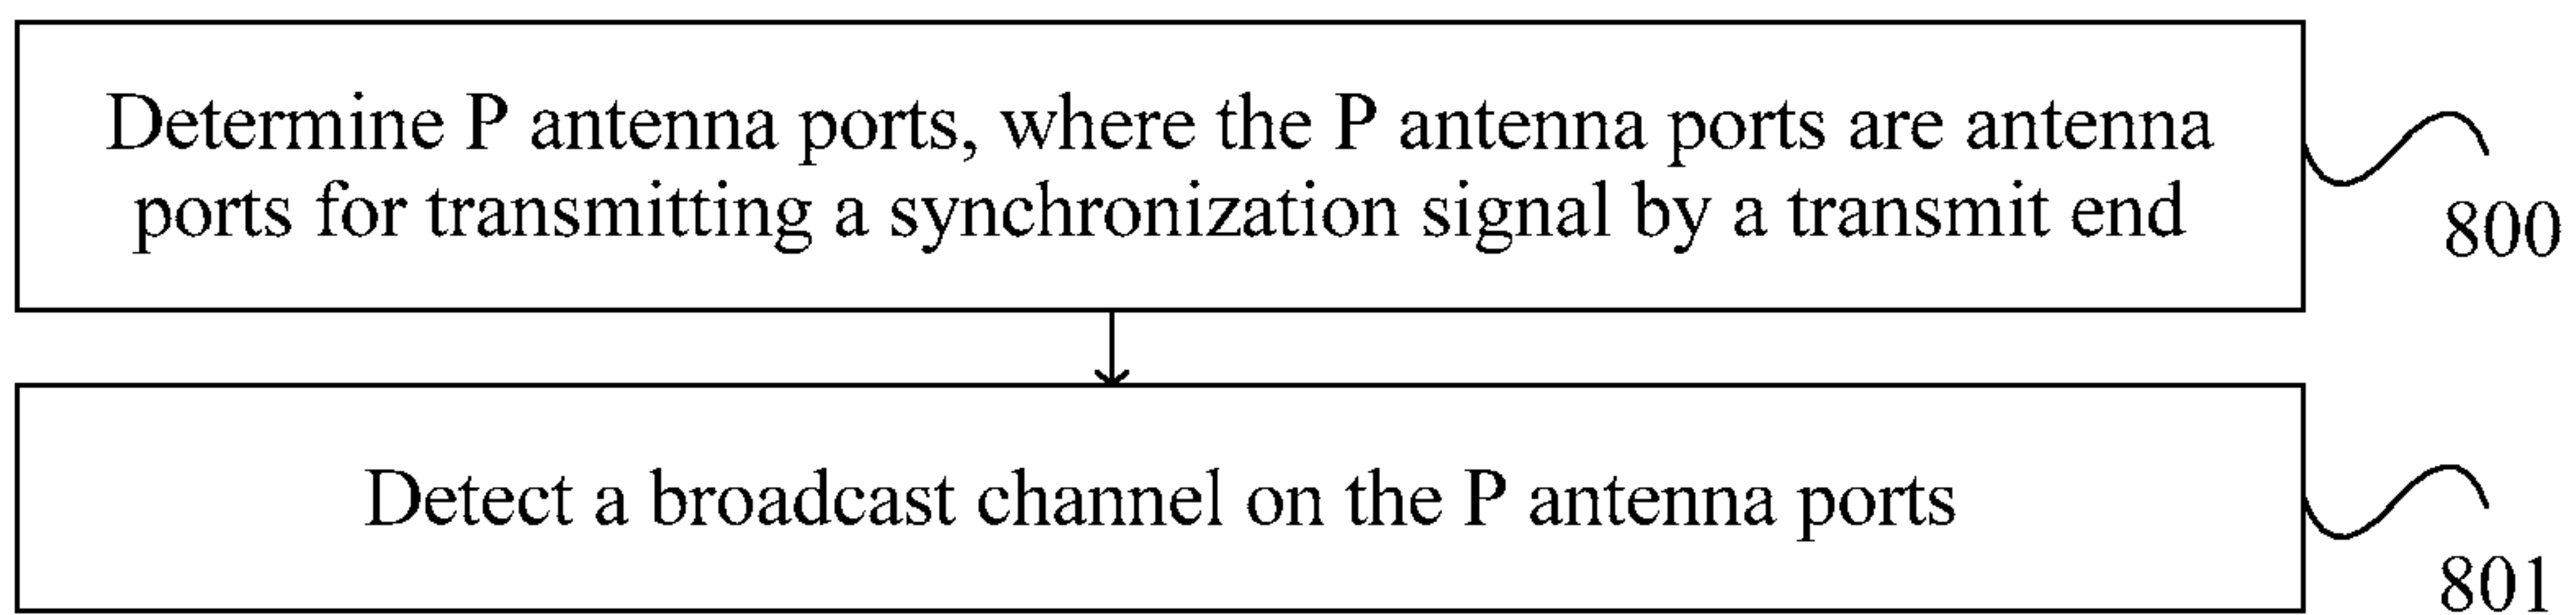 Determine P antenna ports, where the P antenna ports are antenna
ports for transmitting a synchronization signal by a transmit end
800
Detect a broadcast channel on the P antenna ports
801